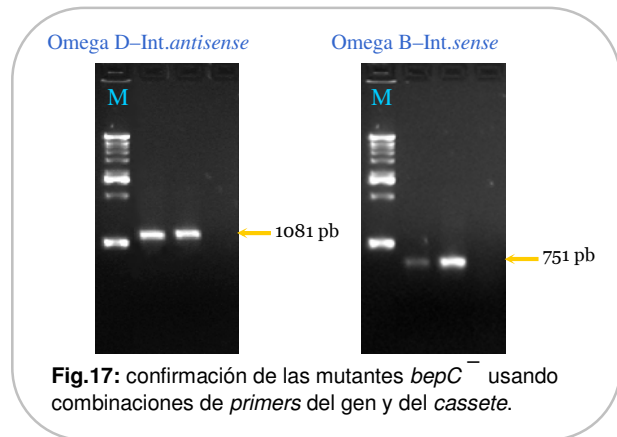 Omega D–Int.antisense
Omega B–Int.sense
M
M
1081 pb
751 pb
Fig.17: confirmación de las mutantes bepC¯ usando
combinaciones de primers del gen y del cassete.